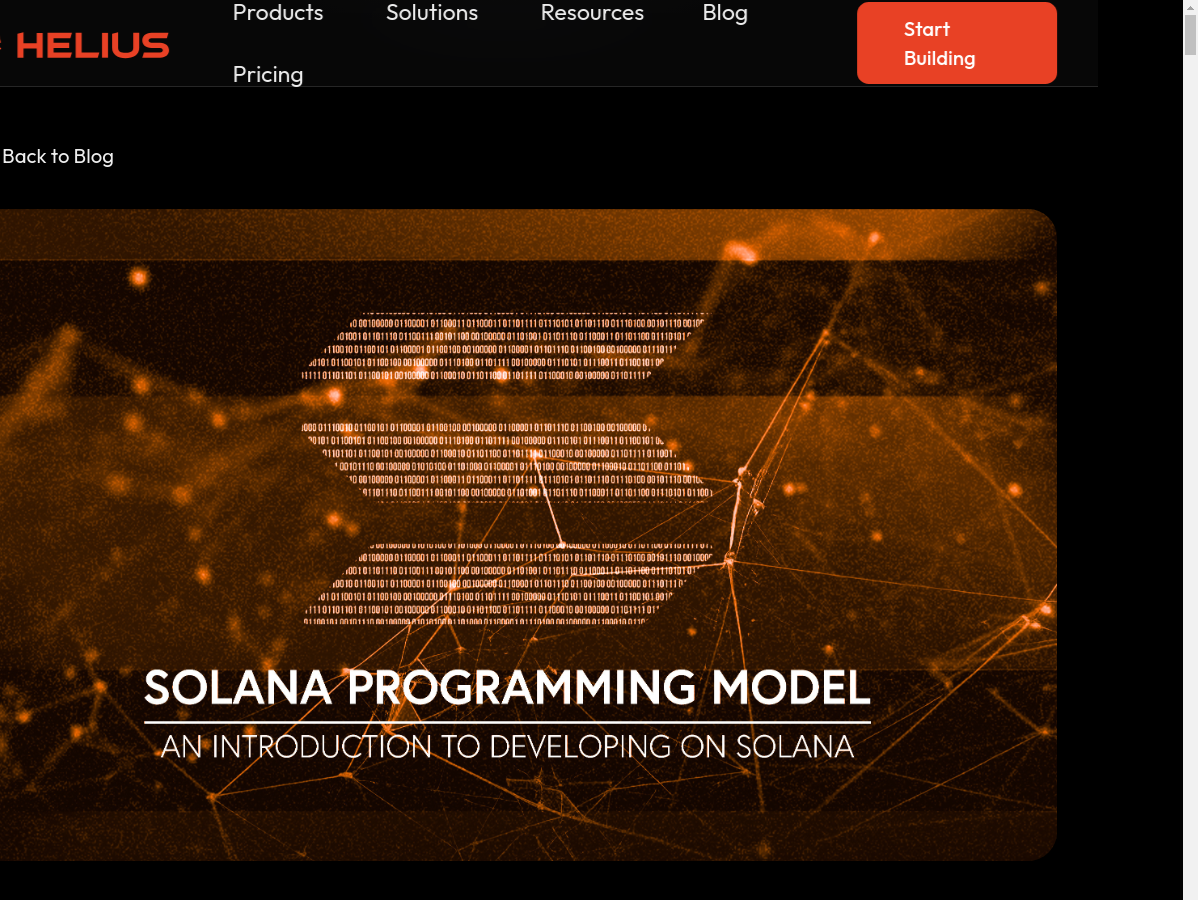 HELIUS
Products
Solutions
Resources
Blog
Pricing
Start
Building
Back to Blog
SOLANA PROGRAMMING MODEL
AN INTRODUCTION TO DEVELOPING ON SOLANA